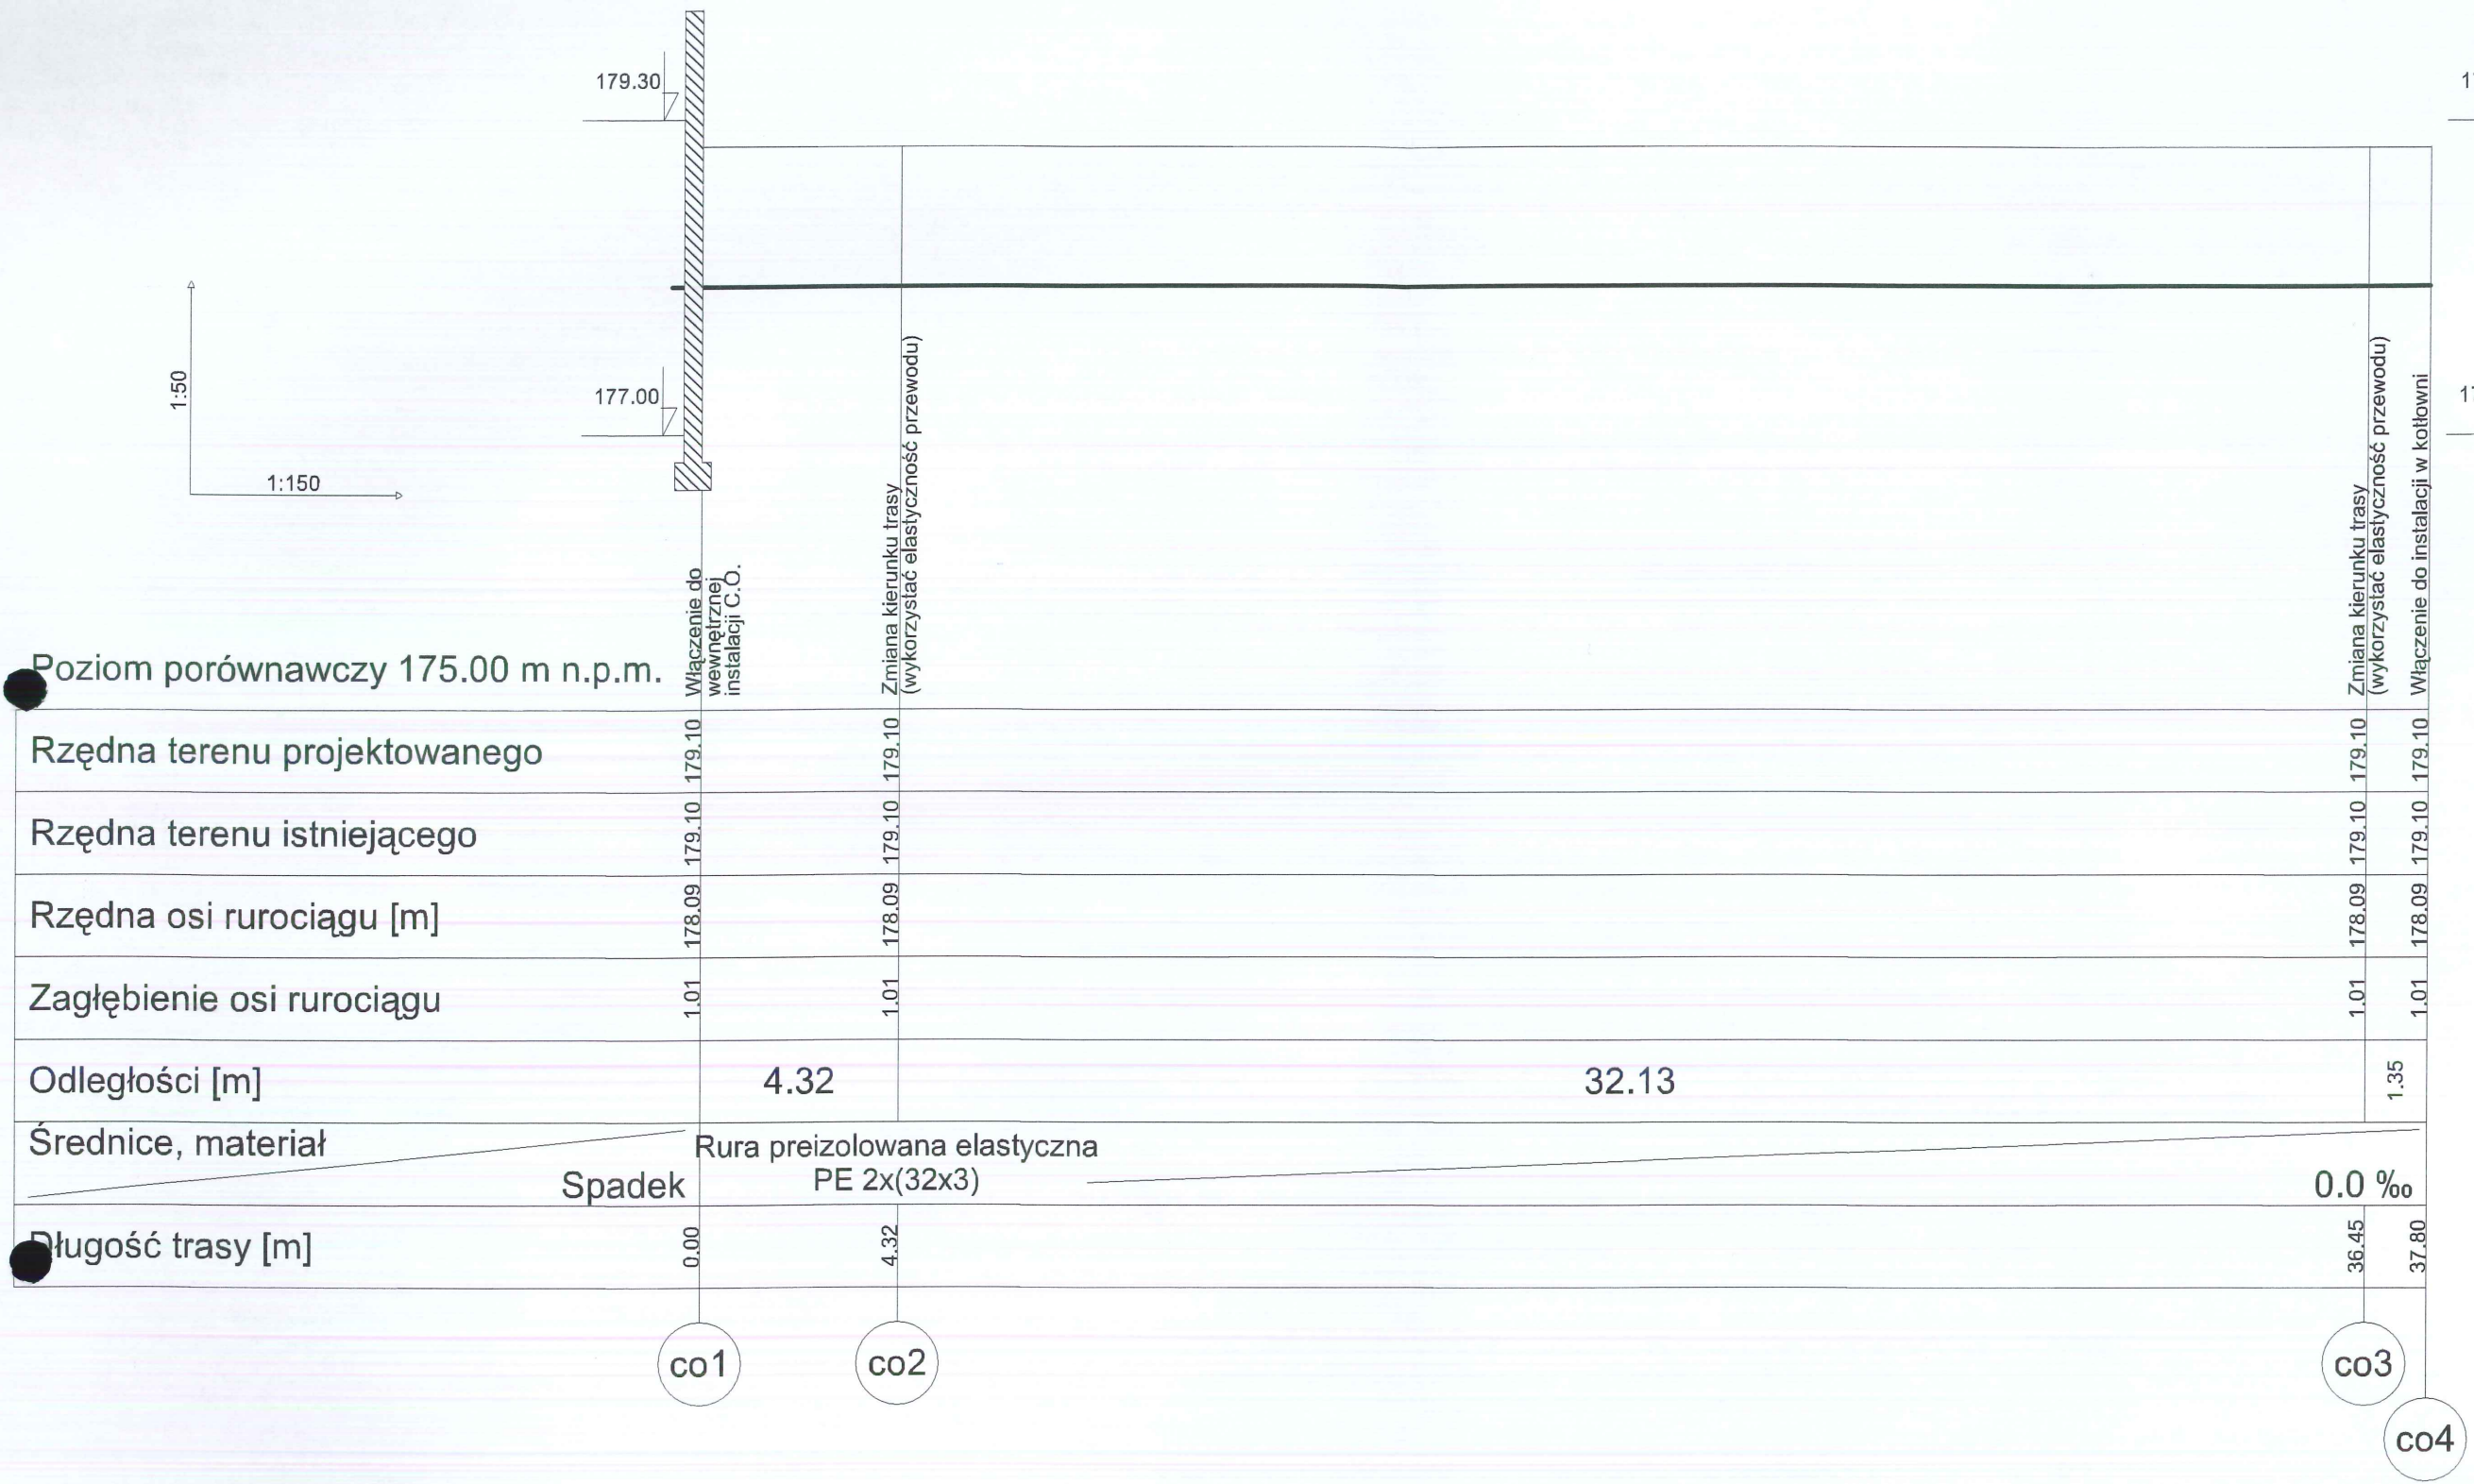 179.30
17
177.00
17
1:50
1:150
Włączenie do
wewnętrznej
instalacji C.O.
Zmiana kierunku trasy
(wykorzystać elastyczność przewodu)
Zmiana kierunku trasy
(wykorzystać elastyczność przewodu)
Włączenie do instalacji w kotłowni
Poziom porównawczy 175.00 m n.p.m.
Rzędna terenu projektowanego 179.10 179.10 179.10 179.10
Rzędna terenu istniejącego 179.10 179.10 179.10 179.10
Rzędna osi rurociągu [m] 178.09 178.09 178.09 178.09
Zagłębienie osi rurociągu 1.01 1.01 1.01 1.01
Odległości [m] 4.32 32.13 1.35
Średnice, materiał
Spadek
Rura preizolowana elastyczna
PE 2x(32x3)
0.0 ‰
Długość trasy [m] 0.00 4.32 36.45 37.80
co1 co2 co3
co4